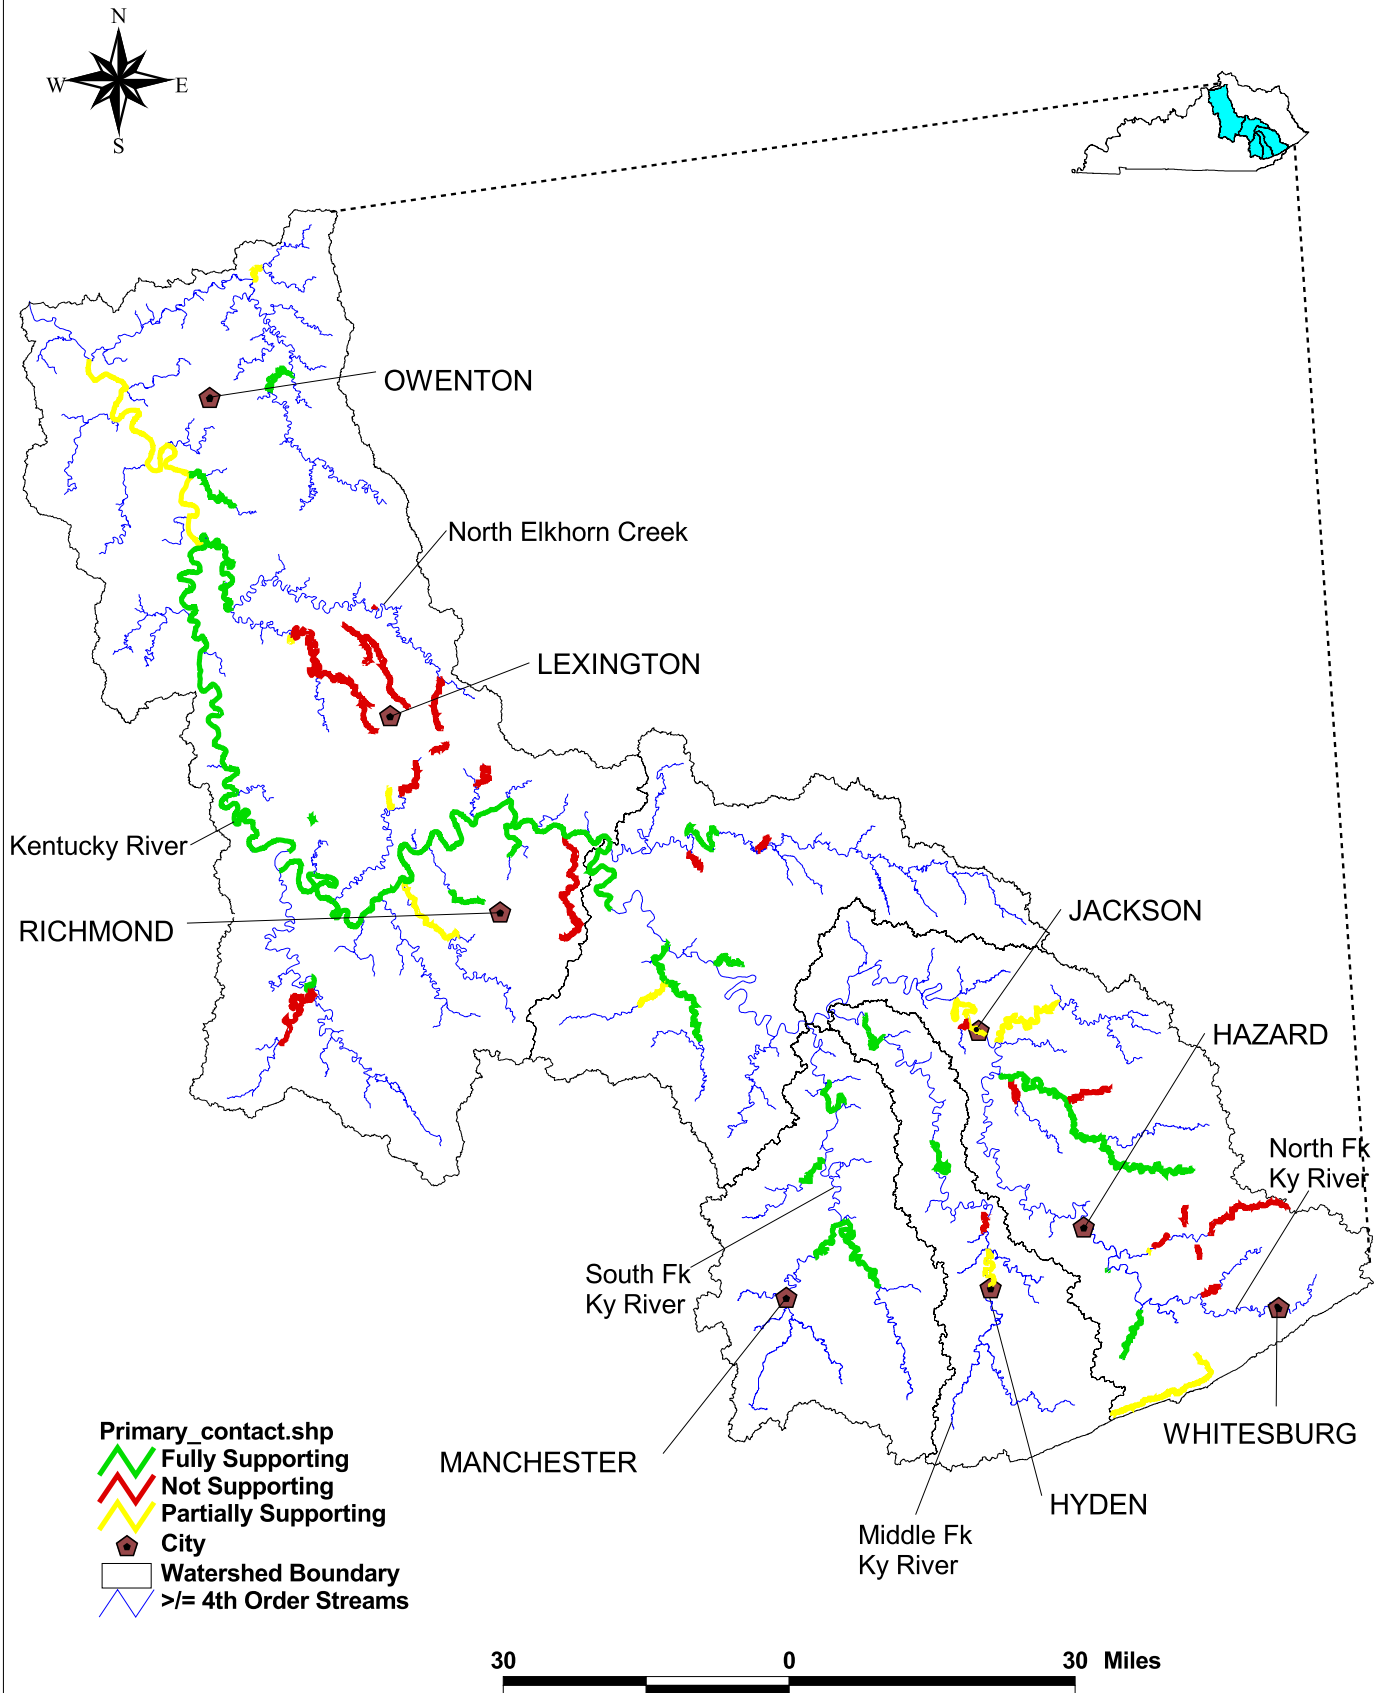 N
W
E
S
OWENTON
North Elkhorn Creek
LEXINGTON
Kentucky River
RICHMOND
JACKSON
HAZARD
North Fk
Ky River
South Fk
Ky River
MANCHESTER
WHITESBURG
HYDEN
Middle Fk
Ky River
Primary_contact.shp
Fully Supporting
Not Supporting
Partially Supporting
City
Watershed Boundary
>/= 4th Order Streams
30 0 30 Miles